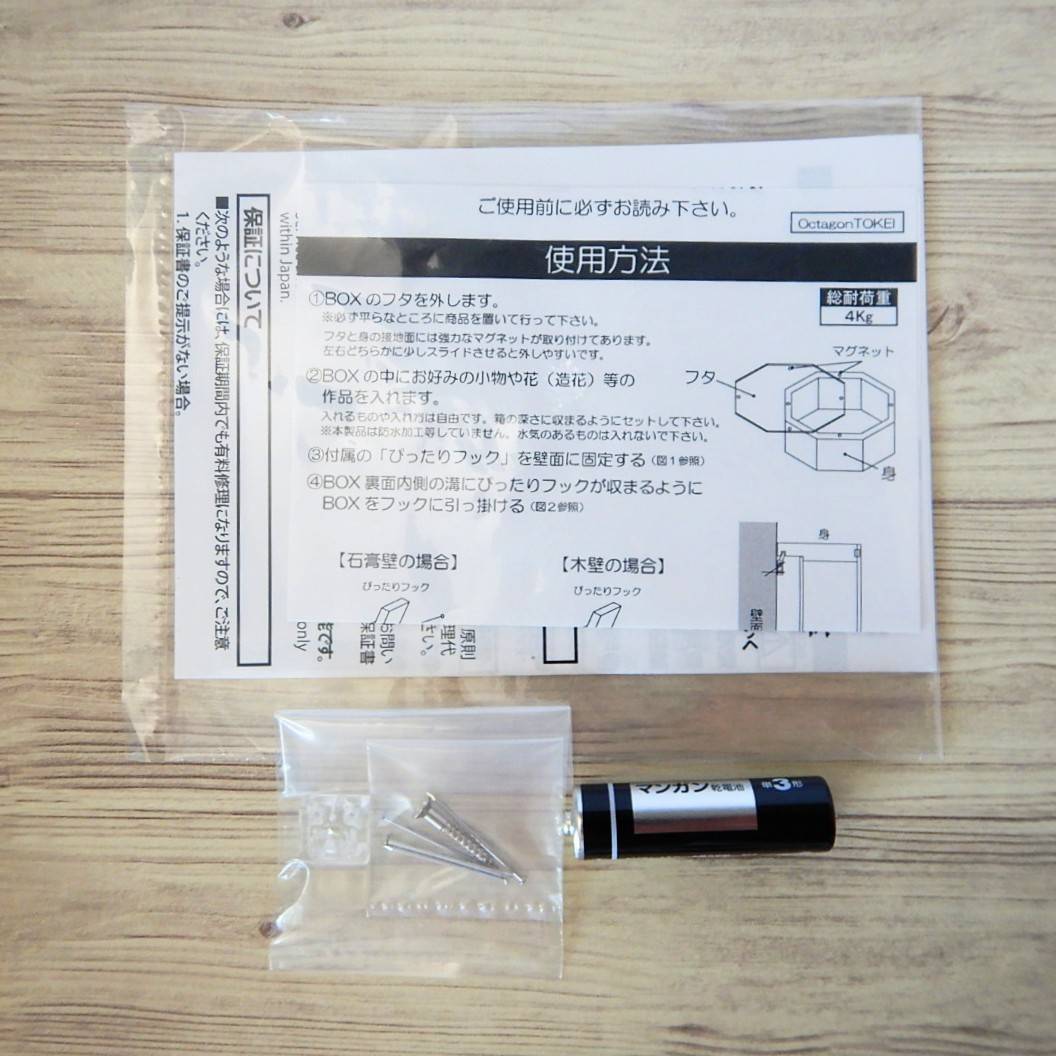 ご使用前に必ずお読み下さい。
OctagonTOKEI
使用方法
①BOXのフタを外します。
※必ず平らなところに商品を置いて行って下さい。
フタと身の接地面には強力なマグネットが取り付けてあります。
左右どちらかに少しスライドさせると外しやすいです。
総耐荷重
4Kg
②BOXの中にお好みの小物や花（造花）等の
作品を入れます。
入れるものや入れ方は自由です。箱の深さに収まるようにセットして下さい。
※本製品は防水加工等していません。水気のあるものは入れないで下さい。
マグネット
フタ
身
③付属の「ぴったりフック」を壁面に固定する（図1参照）
④BOX裏面内側の溝にぴったりフックが収まるように
BOXをフックに引っ掛ける（図2参照）
【石膏壁の場合】
ぴったりフック
【木壁の場合】
ぴったりフック
身
壁面
within Japan.
保証について
■次のような場合には、保証期間内でも有料修理になりますので、ご注意
ください。
1. 保証書のご提示がない場合。
原則
理代
さい。
お問い
保証書
です。
only
マンガン乾電池
単3形